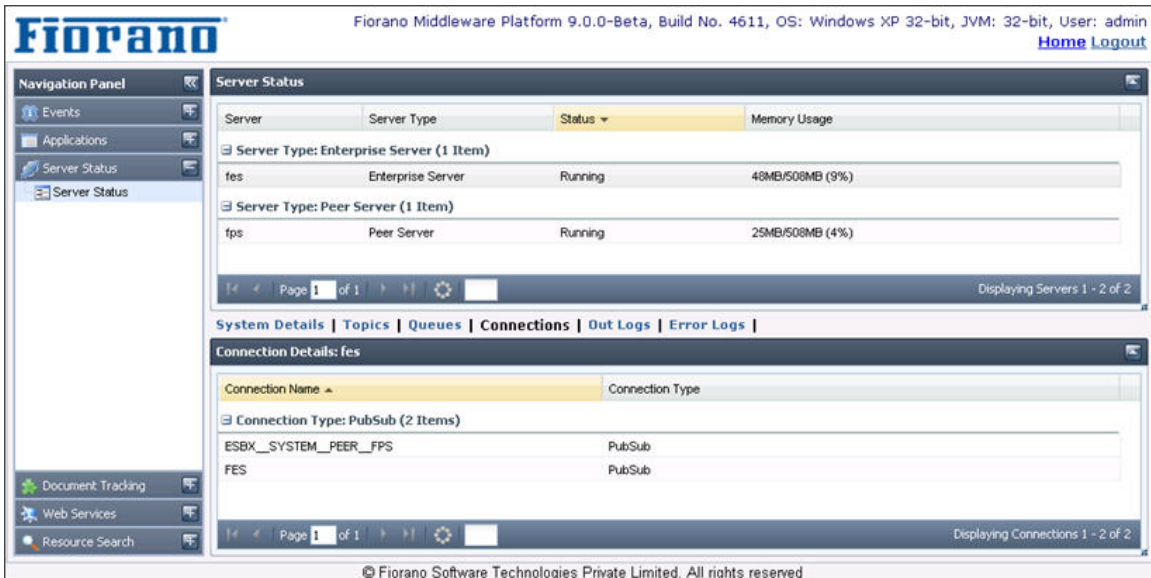 Fiorano
Fiorano Middleware Platform 9.0.0-Beta, Build No. 4611, OS: Windows XP 32-bit, JVM: 32-bit, User: admin
Home Logout
Navigation Panel
Events
Applications
Server Status
Server Status
Document Tracking
Web Services
Resource Search
Server Status
Server Server Type Status Memory Usage
Server Type: Enterprise Server (1 Item)
fes Enterprise Server Running 48MB/508MB (9%)
Server Type: Peer Server (1 Item)
fps Peer Server Running 25MB/508MB (4%)
Page 1 of 1 Displaying Servers 1 - 2 of 2
System Details | Topics | Queues | Connections | Out Logs | Error Logs |
Connection Details: fes
Connection Name Connection Type
Connection Type: PubSub (2 Items)
ESBX__SYSTEM__PEER__FPS PubSub
FES PubSub
Page 1 of 1 Displaying Connections 1 - 2 of 2
© Fiorano Software Technologies Private Limited. All rights reserved